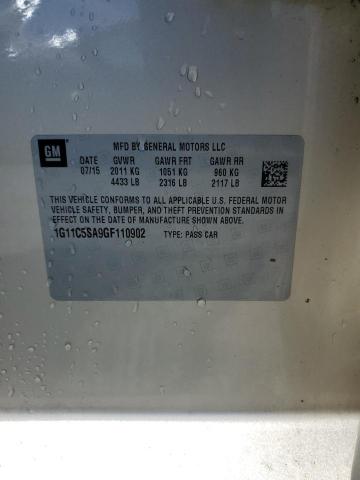 GM
MFD BY GENERAL MOTORS LLC
DATE GVWR GAWR FRT GAWR RR
07/15 2011 KG 1051 KG 960 KG
4433 LB 2316 LB 2117 LB
THIS VEHICLE CONFORMS TO ALL APPLICABLE U.S. FEDERAL MOTOR
VEHICLE SAFETY, BUMPER, AND THEFT PREVENTION STANDARDS IN
EFFECT ON THE DATE OF MANUFACTURE SHOWN ABOVE.
1G11C5SA9GF110902 TYPE: PASS CAR